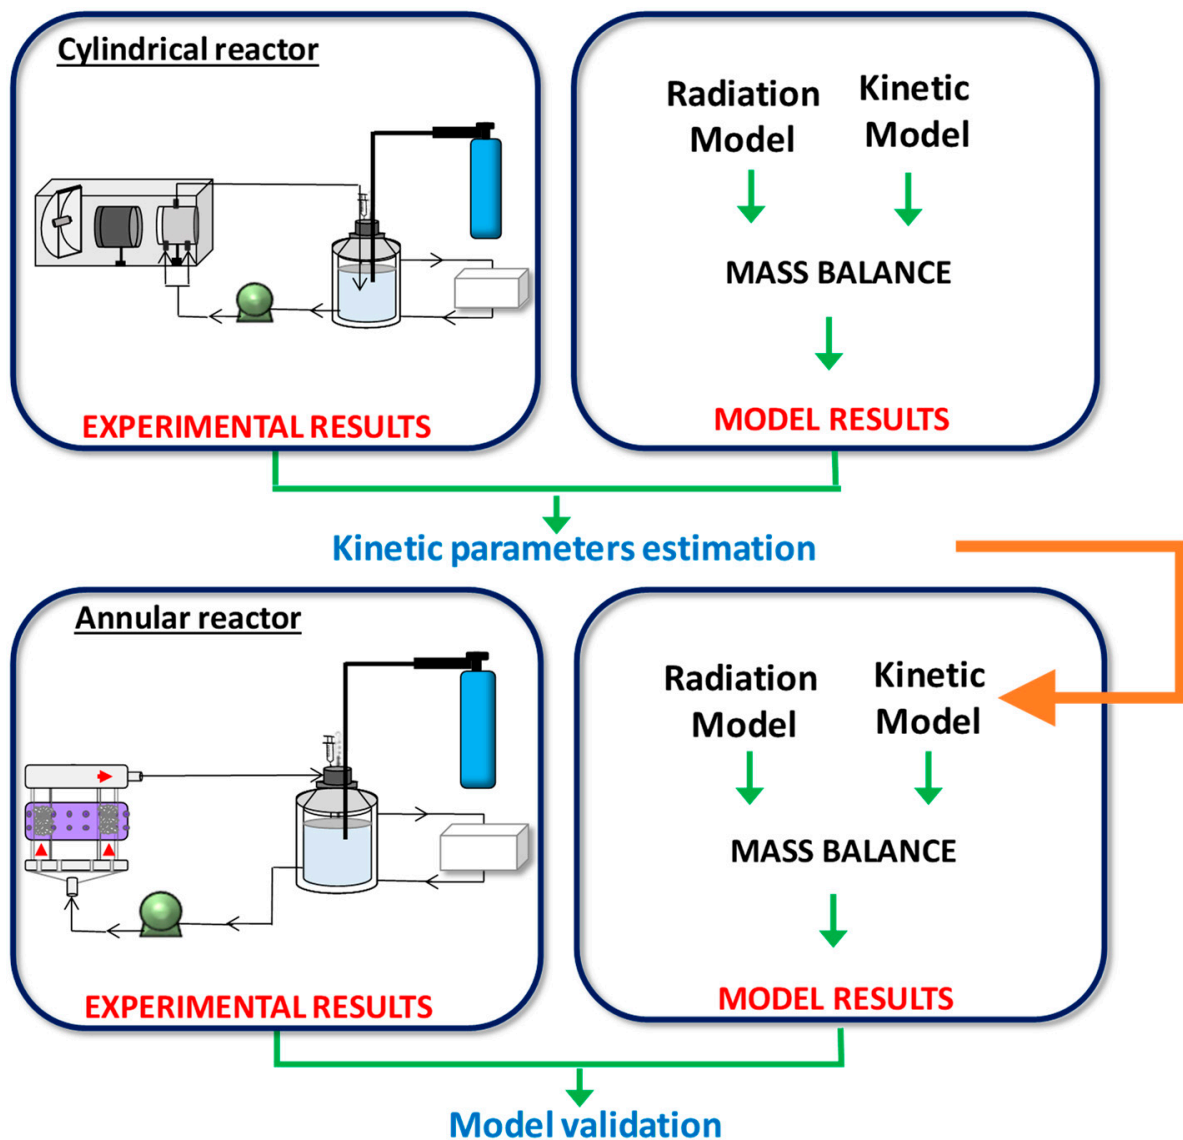 Cylindrical reactor
EXPERIMENTAL RESULTS
Radiation
Model
Kinetic
Model
MASS BALANCE
MODEL RESULTS
Kinetic parameters estimation
Annular reactor
EXPERIMENTAL RESULTS
Radiation
Model
Kinetic
Model
MASS BALANCE
MODEL RESULTS
Model validation